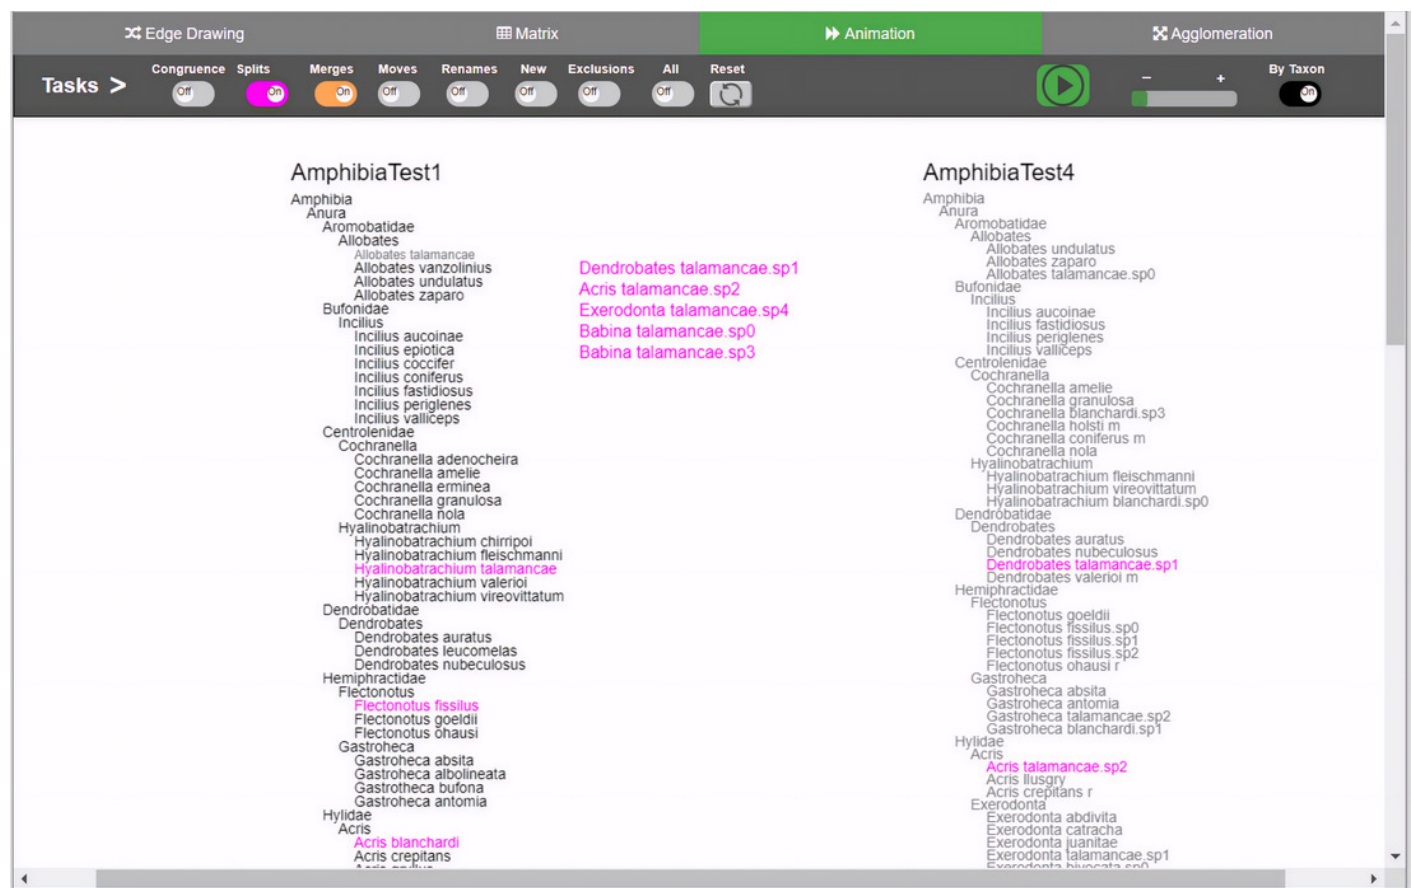 Edge Drawing
Matrix
Animation
Agglomeration
Tasks >
Congruence Splits Merges Moves Renames New Exclusions All Reset
Off On On Off Off Off Off Off
− +
By Taxon
On
AmphibiaTest1
Amphibia
Anura
Aromobatidae
Allobates
Allobates talamancae
Allobates vanzolinius
Allobates undulatus
Allobates zaparo
Bufonidae
Incilius
Incilius aucoinae
Incilius epiotica
Incilius coccifer
Incilius coniferus
Incilius fastidiosus
Incilius periglenes
Incilius valliceps
Centrolenidae
Cochranella
Cochranella adenocheira
Cochranella amelie
Cochranella erminea
Cochranella granulosa
Cochranella nola
Hyalinobatrachium
Hyalinobatrachium chirripoi
Hyalinobatrachium fleischmanni
Hyalinobatrachium talamancae
Hyalinobatrachium valerioi
Hyalinobatrachium vireovittatum
Dendrobatidae
Dendrobates
Dendrobates auratus
Dendrobates leucomelas
Dendrobates nubeculosus
Hemiphractidae
Flectonotus
Flectonotus fissilus
Flectonotus goeldii
Flectonotus ohausi
Gastroheca
Gastroheca absita
Gastroheca albolineata
Gastrotheca bufona
Gastroheca antomia
Hylidae
Acris
Acris blanchardi
Acris crepitans
Dendrobates talamancae.sp1
Acris talamancae.sp2
Exerodonta talamancae.sp4
Babina talamancae.sp0
Babina talamancae.sp3
AmphibiaTest4
Amphibia
Anura
Aromobatidae
Allobates
Allobates undulatus
Allobates zaparo
Allobates talamancae.sp0
Bufonidae
Incilius
Incilius aucoinae
Incilius fastidiosus
Incilius periglenes
Incilius valliceps
Centrolenidae
Cochranella
Cochranella amelie
Cochranella granulosa
Cochranella blanchardi.sp3
Cochranella holsti m
Cochranella coniferus m
Cochranella nola
Hyalinobatrachium
Hyalinobatrachium fleischmanni
Hyalinobatrachium vireovittatum
Hyalinobatrachium blanchardi.sp0
Dendrobatidae
Dendrobates
Dendrobates auratus
Dendrobates nubeculosus
Dendrobates talamancae.sp1
Dendrobates valerioi m
Hemiphractidae
Flectonotus
Flectonotus goeldii
Flectonotus fissilus.sp0
Flectonotus fissilus.sp1
Flectonotus fissilus.sp2
Flectonotus ohausi r
Gastroheca
Gastroheca absita
Gastroheca antomia
Gastroheca talamancae.sp2
Gastroheca blanchardi.sp1
Hylidae
Acris
Acris talamancae.sp2
Acris llusgry
Acris crepitans r
Exerodonta
Exerodonta abdivita
Exerodonta catracha
Exerodonta juanitae
Exerodonta talamancae.sp1